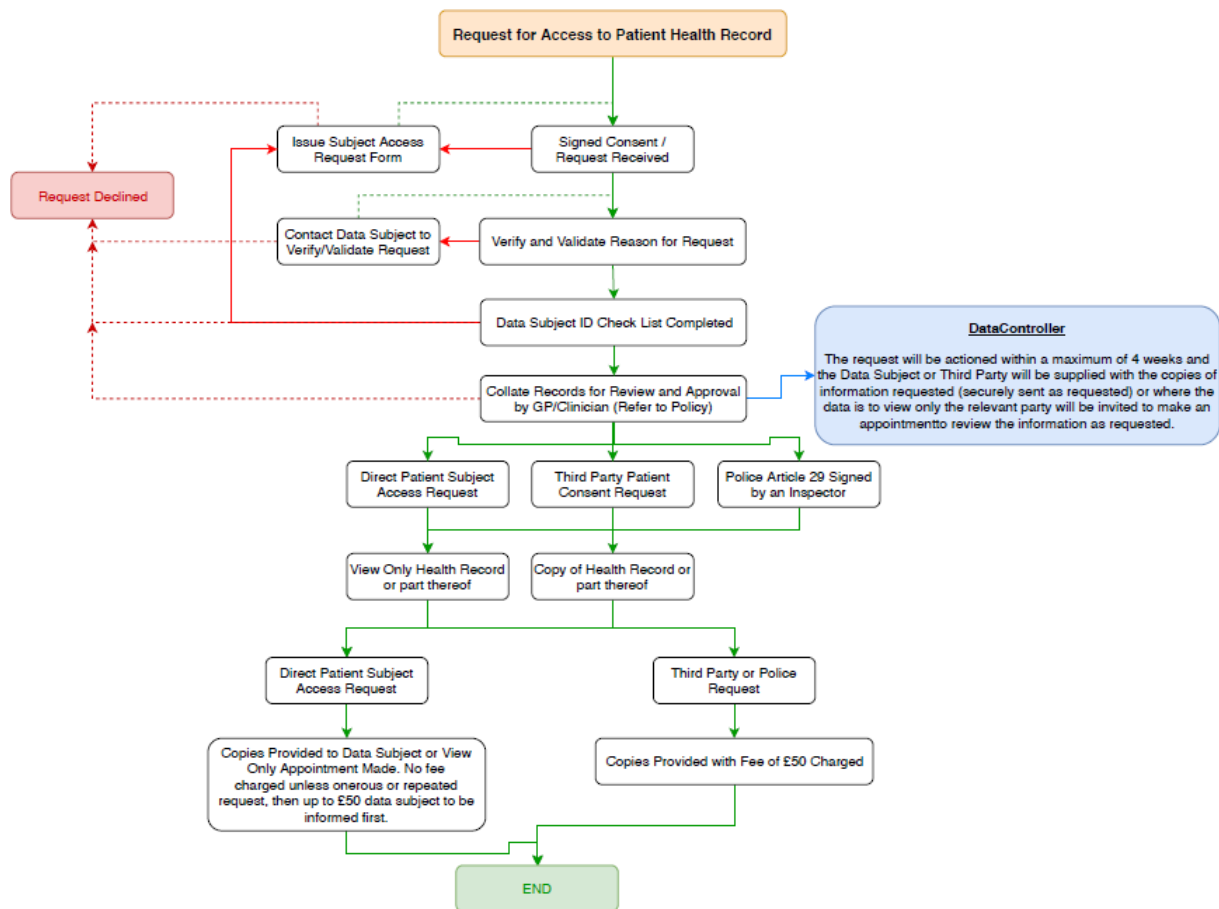 Request for Access to Patient Health Record
Issue Subject Access
Request Form
Signed Consent /
Request Received
Request Declined
Contact Data Subject to
Verify/Validate Request
Verify and Validate Reason for Request
Data Subject ID Check List Completed
DataController
The request will be actioned within a maximum of 4 weeks and
the Data Subject or Third Party will be supplied with the copies of
information requested (securely sent as requested) or where the
data is to view only the relevant party will be invited to make an
appointmentto review the information as requested.
Collate Records for Review and Approval
by GP/Clinician (Refer to Policy)
Direct Patient Subject
Access Request
Third Party Patient
Consent Request
Police Article 29 Signed
by an Inspector
View Only Health Record
or part thereof
Copy of Health Record or
part thereof
Direct Patient Subject
Access Request
Third Party or Police
Request
Copies Provided to Data Subject or View
Only Appointment Made. No fee
charged unless onerous or repeated
request, then up to £50 data subject to be
informed first.
Copies Provided with Fee of £50 Charged
END